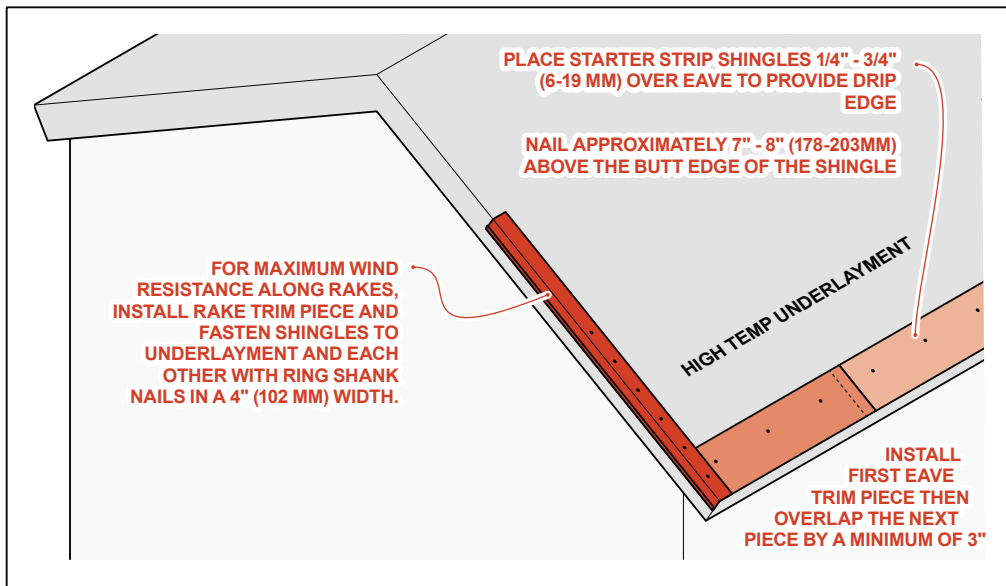 PLACE STARTER STRIP SHINGLES 1/4" - 3/4"
(6-19 MM) OVER EAVE TO PROVIDE DRIP
EDGE
NAIL APPROXIMATELY 7" - 8" (178-203MM)
ABOVE THE BUTT EDGE OF THE SHINGLE
FOR MAXIMUM WIND
RESISTANCE ALONG RAKES,
INSTALL RAKE TRIM PIECE AND
FASTEN SHINGLES TO
UNDERLAYMENT AND EACH
OTHER WITH RING SHANK
NAILS IN A 4" (102 MM) WIDTH.
HIGH TEMP UNDERLAYMENT
INSTALL
FIRST EAVE
TRIM PIECE THEN
OVERLAP THE NEXT
PIECE BY A MINIMUM OF 3"